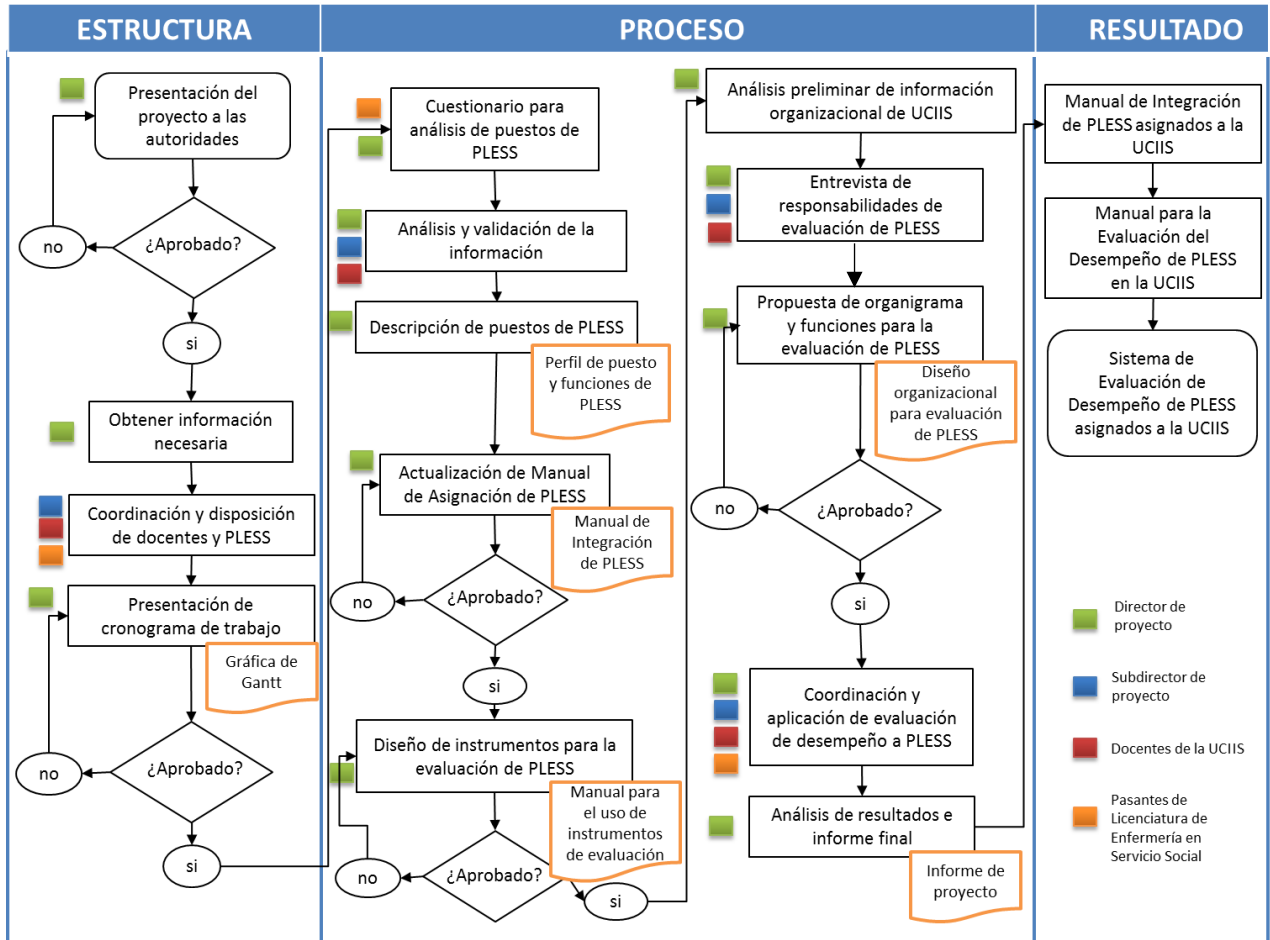 ESTRUCTURA
PROCESO
RESULTADO
Presentación del
proyecto a las
autoridades
¿Aprobado?
no
si
Obtener información
necesaria
Coordinación y disposición
de docentes y PLESS
Presentación de
cronograma de trabajo
Gráfica de
Gantt
¿Aprobado?
no
si
Cuestionario para
análisis de puestos de
PLESS
Análisis y validación de la
información
Descripción de puestos de PLESS
Perfil de puesto
y funciones de
PLESS
Actualización de Manual
de Asignación de PLESS
Manual de
Integración
de PLESS
¿Aprobado?
no
si
Diseño de instrumentos para la
evaluación de PLESS
Manual para
el uso de
instrumentos
de evaluación
¿Aprobado?
no
si
Análisis preliminar de información
organizacional de UCIIS
Entrevista de
responsabilidades de
evaluación de PLESS
Propuesta de organigrama
y funciones para la
evaluación de PLESS
Diseño
organizacional
para evaluación
de PLESS
¿Aprobado?
no
si
Coordinación y
aplicación de evaluación
de desempeño a PLESS
Análisis de resultados e
informe final
Informe de
proyecto
Manual de Integración
de PLESS asignados a la
UCIIS
Manual para la
Evaluación del
Desempeño de PLESS
en la UCIIS
Sistema de
Evaluación de
Desempeño de PLESS
asignados a la UCIIS
Director de
proyecto
Subdirector de
proyecto
Docentes de la UCIIS
Pasantes de
Licenciatura de
Enfermería en
Servicio Social